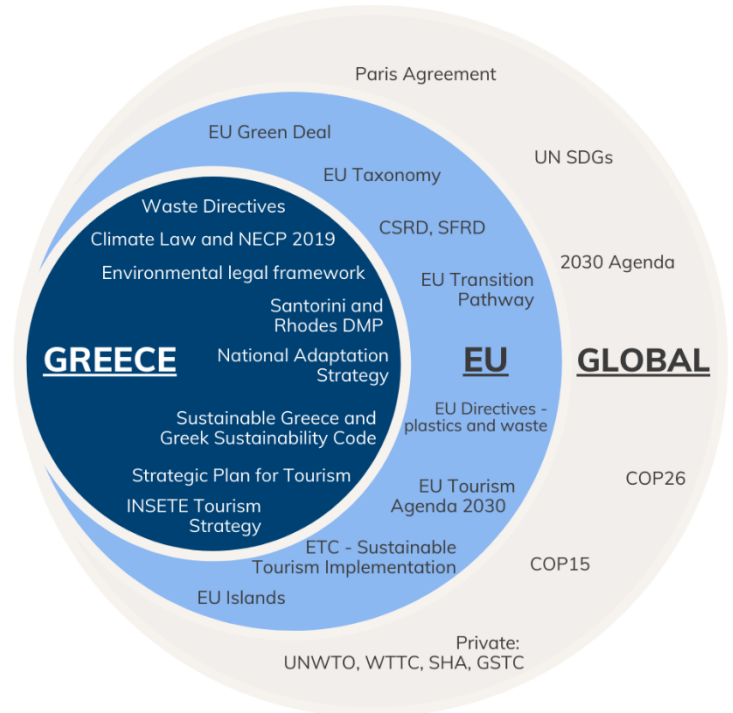 Paris Agreement
EU Green Deal
UN SDGs
EU Taxonomy
Waste Directives
CSRD, SFRD
Climate Law and NECP 2019
2030 Agenda
Environmental legal framework
EU Transition
Pathway
Santorini and
Rhodes DMP
GREECE
National Adaptation
Strategy
EU
GLOBAL
EU Directives -
plastics and waste
Sustainable Greece and
Greek Sustainability Code
Strategic Plan for Tourism
COP26
EU Tourism
Agenda 2030
INSETE Tourism
Strategy
ETC - Sustainable
Tourism Implementation
COP15
EU Islands
Private:
UNWTO, WTTC, SHA, GSTC